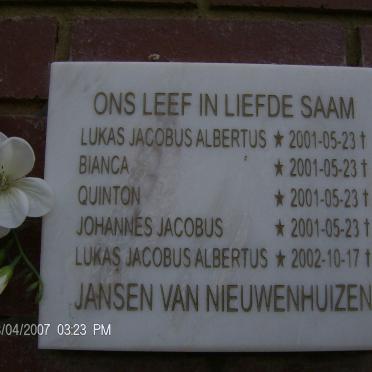 ONS LEEF IN LIEFDE SAAM
LUKAS JACOBUS ALBERTUS ★ 2001-05-23 †
BIANCA ★ 2001-05-23 †
QUINTON ★ 2001-05-23 †
JOHANNES JACOBUS ★ 2001-05-23 †
LUKAS JACOBUS ALBERTUS ★ 2002-10-17 †
JANSEN VAN NIEUWENHUIZEN
/04/2007 03:23 PM